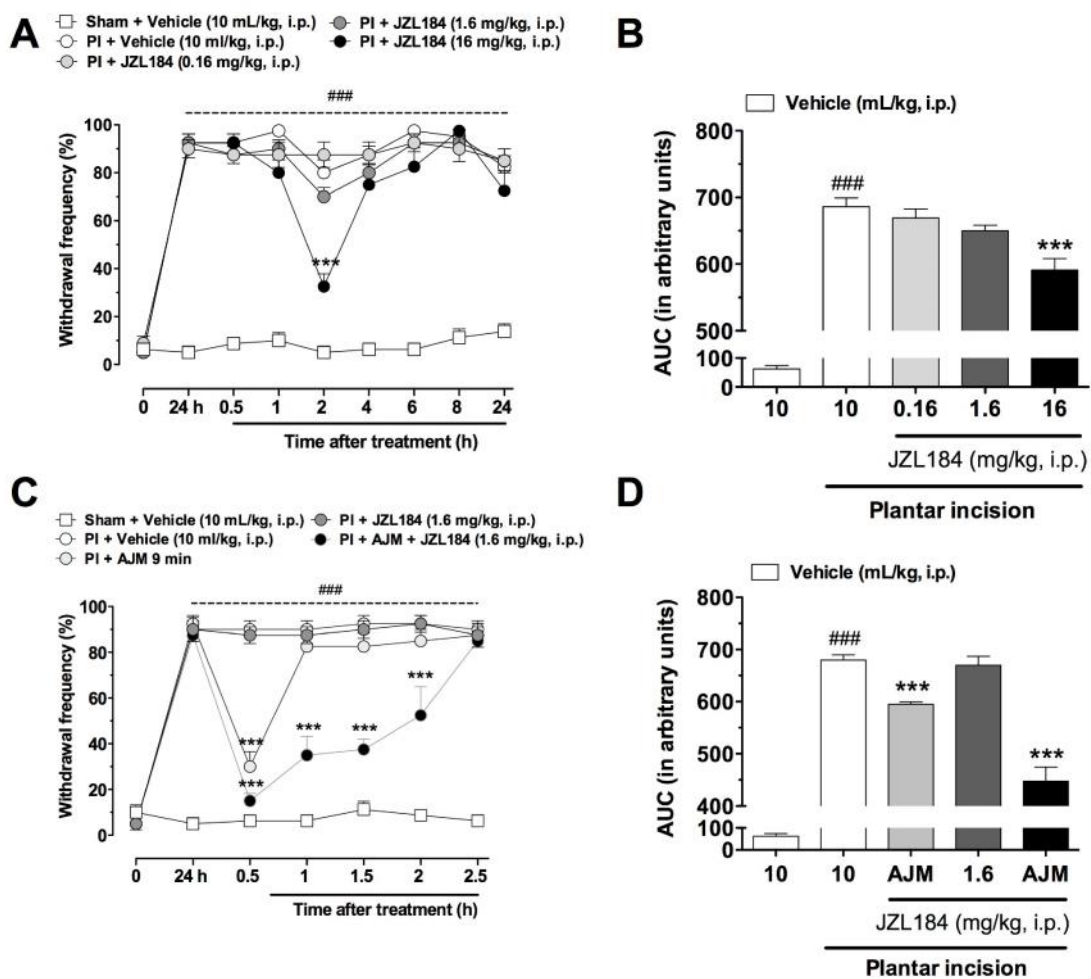 A
Sham + Vehicle (10 mL/kg, i.p.)
PI + Vehicle (10 ml/kg, i.p.)
PI + JZL184 (0.16 mg/kg, i.p.)
PI + JZL184 (1.6 mg/kg, i.p.)
PI + JZL184 (16 mg/kg, i.p.)
###
Withdrawal frequency (%)
100
80
60
40
20
0
***
0 24 h 0.5 1 2 4 6 8 24
Time after treatment (h)
B
Vehicle (mL/kg, i.p.)
AUC (in arbitrary units)
800
700
600
500
100
0
###
***
10 10 0.16 1.6 16
JZL184 (mg/kg, i.p.)
Plantar incision
C
Sham + Vehicle (10 mL/kg, i.p.)
PI + Vehicle (10 ml/kg, i.p.)
PI + AJM 9 min
PI + JZL184 (1.6 mg/kg, i.p.)
PI + AJM + JZL184 (1.6 mg/kg, i.p.)
###
Withdrawal frequency (%)
100
80
60
40
20
0
***
***
***
***
***
0 24 h 0.5 1 1.5 2 2.5
Time after treatment (h)
D
Vehicle (mL/kg, i.p.)
AUC (in arbitrary units)
800
700
600
500
400
100
0
###
***
***
10 10 AJM 1.6 AJM
JZL184 (mg/kg, i.p.)
Plantar incision